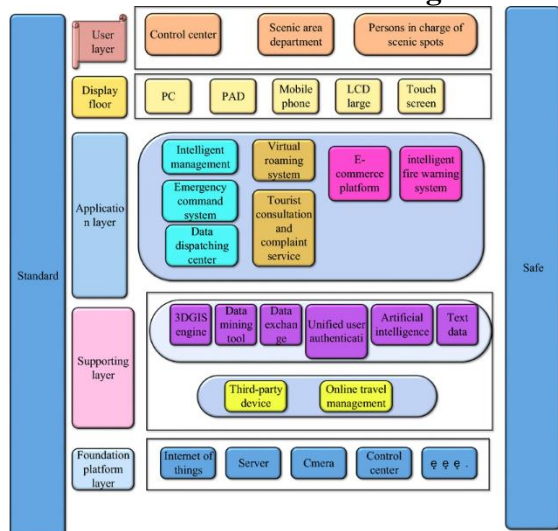 User
layer
Control center
Scenic area
department
Persons in charge of
scenic spots
Display
floor
PC
PAD
Mobile
phone
LCD
large
Touch
screen
Standard
Safe
Applicatio
n layer
Intelligent
management
Emergency
command
system
Data
dispatching
center
Virtual
roaming
system
Tourist
consultation
and
complaint
service
E-
commerce
platform
intelligent
fire warning
system
Supporting
layer
3DGIS
engine
Data
mining
tool
Data
exchan
ge
Unified user
authenticati
Artificial
intelligence
Text
data
Third-party
device
Online travel
management
Foundation
platform
layer
Internet of
things
Server
Cmera
Control
center
ę ę ę .